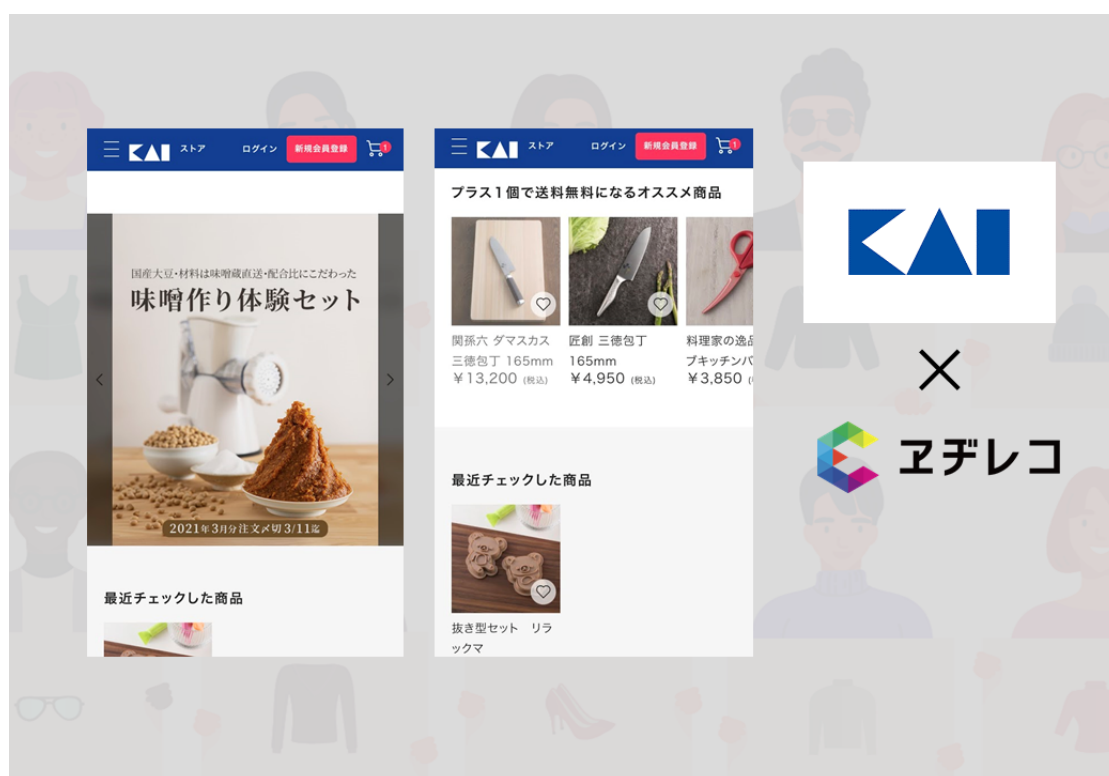 KAI ストア ログイン 新規会員登録 1
国産大豆・材料は味噌蔵直送・配合比にこだわった
味噌作り体験セット
2021年3月分注文〆切3/11迄
最近チェックした商品
KAI ストア ログイン 新規会員登録 1
プラス1個で送料無料になるオススメ商品
関孫六 ダマスカス
三徳包丁 165mm
¥13,200 (税込)
匠創 三徳包丁
165mm
¥4,950 (税込)
料理家の逸品
ブキッチンバ
¥3,850
最近チェックした商品
抜き型セット リラ
ックマ
KAI
×
ヱヂレコ